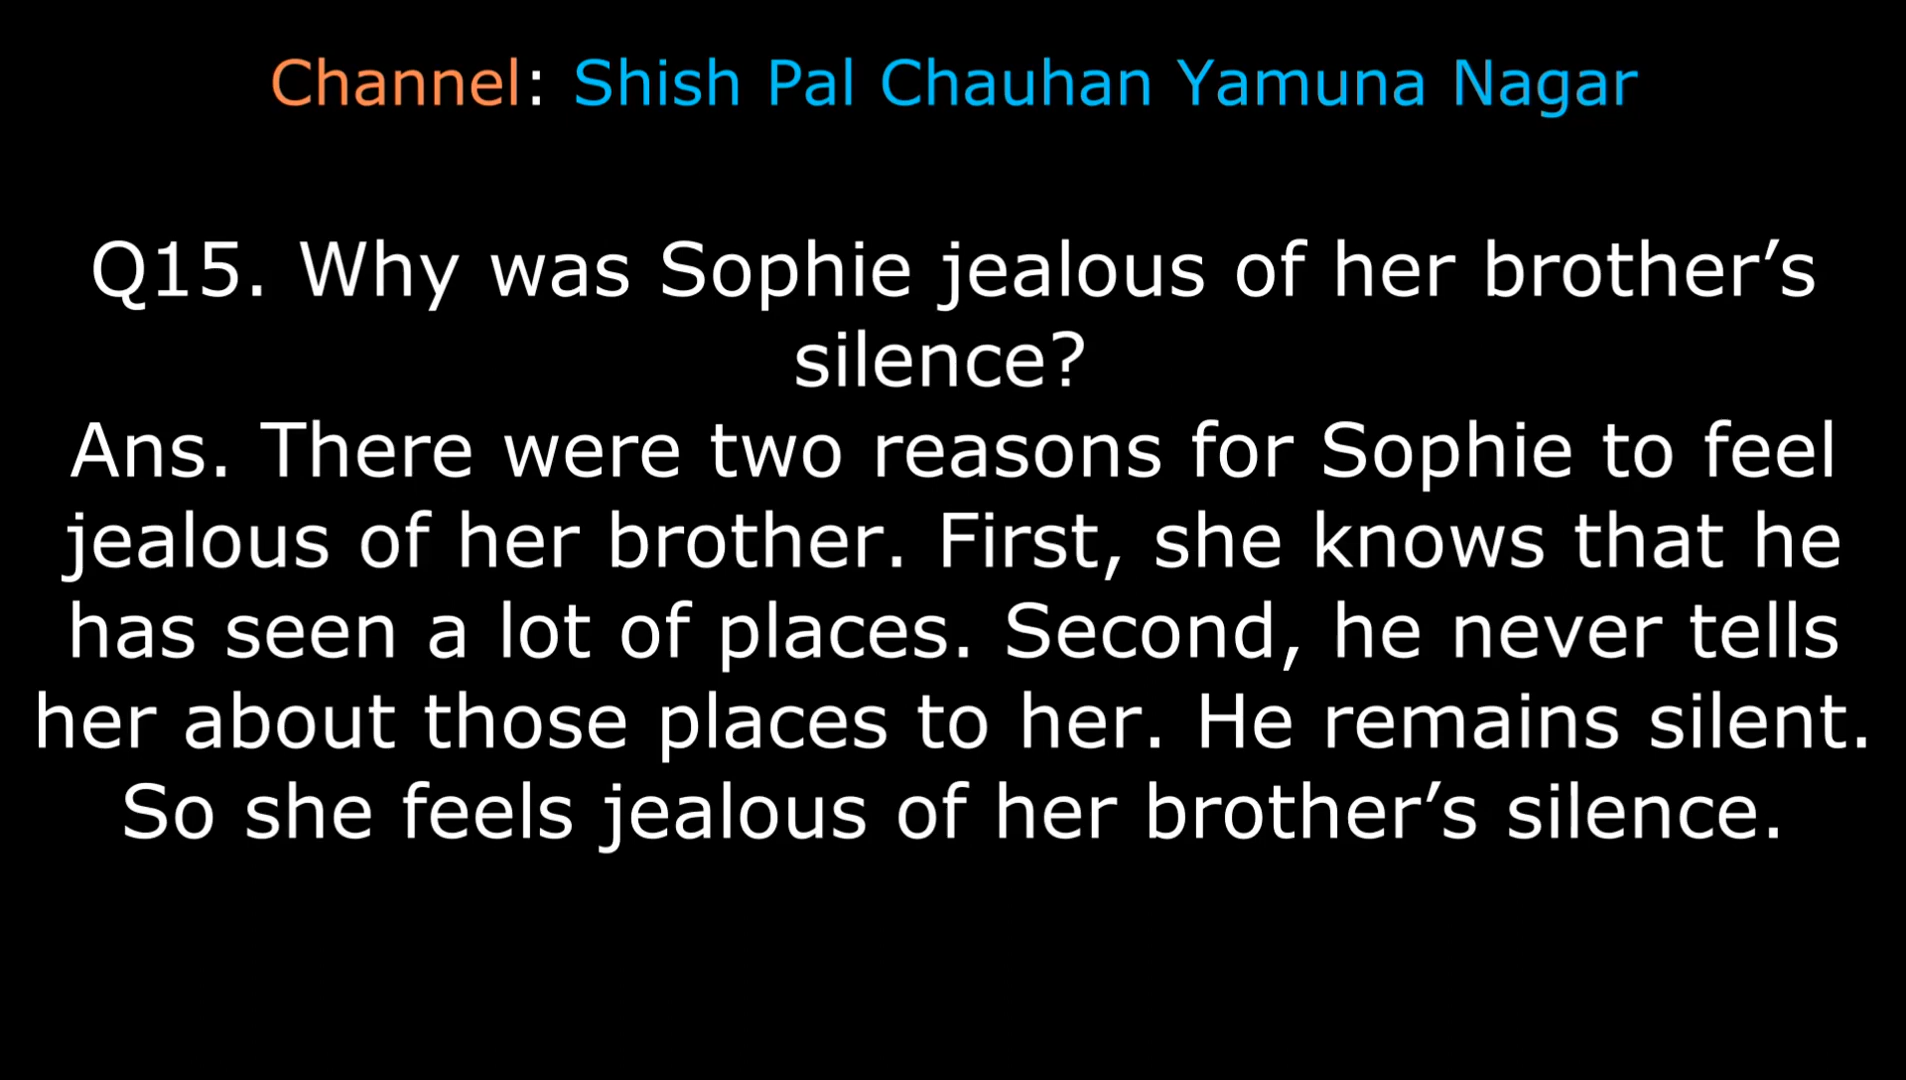 Channel: Shish Pal Chauhan Yamuna Nagar
Q15. Why was Sophie jealous of her brother’s
silence?
Ans. There were two reasons for Sophie to feel
jealous of her brother. First, she knows that he
has seen a lot of places. Second, he never tells
her about those places to her. He remains silent.
So she feels jealous of her brother’s silence.